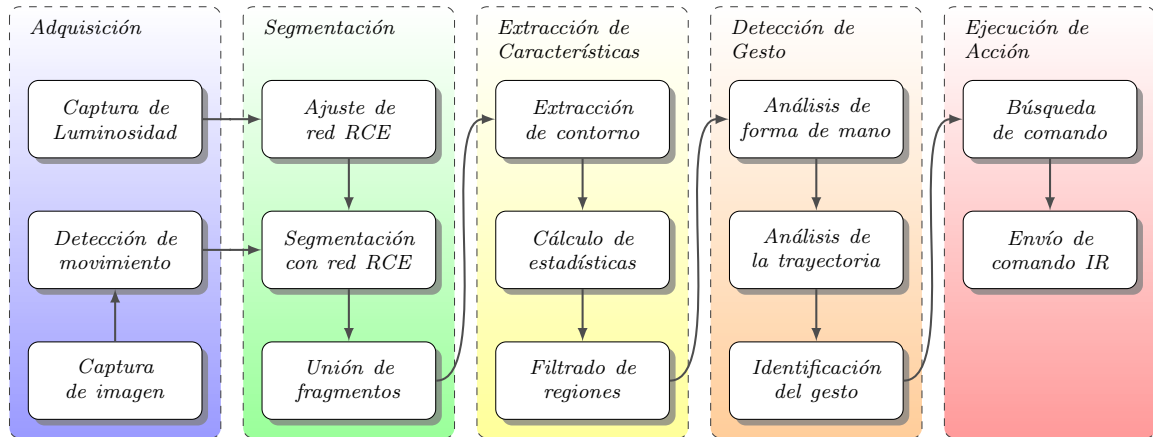 Adquisición
Captura de
Luminosidad
Detección de
movimiento
Captura
de imagen
Segmentación
Ajuste de
red RCE
Segmentación
con red RCE
Unión de
fragmentos
Extracción de
Características
Extracción
de contorno
Cálculo de
estadísticas
Filtrado de
regiones
Detección de
Gesto
Análisis de
forma de mano
Análisis de
la trayectoria
Identificación
del gesto
Ejecución de
Acción
Búsqueda
de comando
Envío de
comando IR